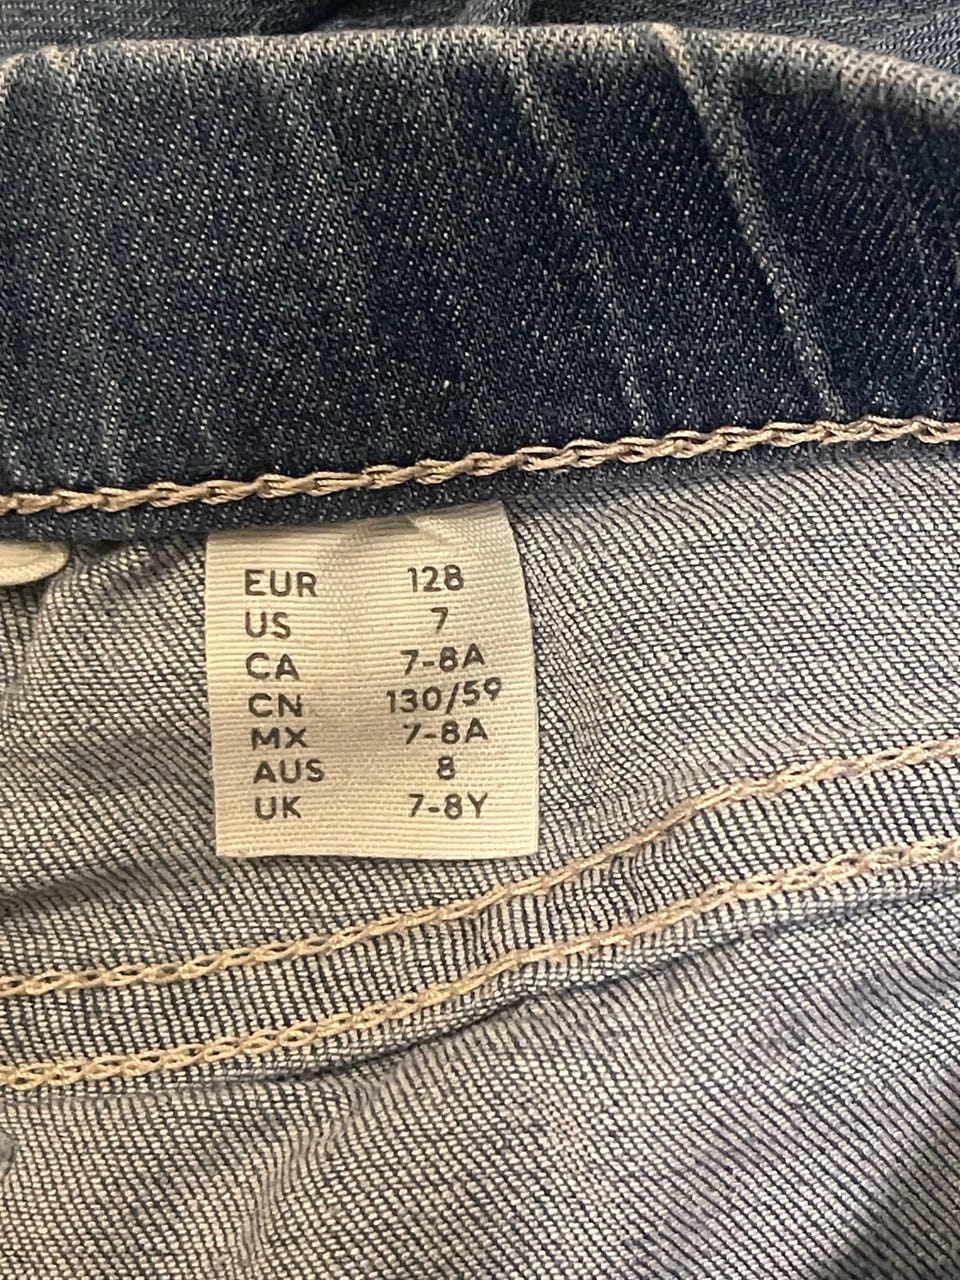 EUR 128
US 7
CA 7-8A
CN 130/59
MX 7-8A
AUS 8
UK 7-8Y